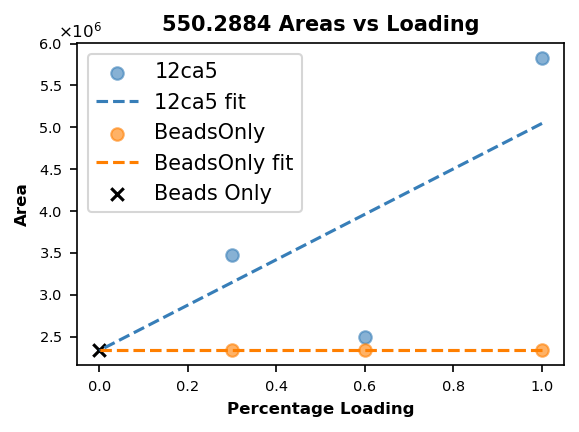 550.2884 Areas vs Loading
×10⁶
6.0
5.5
5.0
4.5
4.0
3.5
3.0
2.5
Area
12ca5
12ca5 fit
BeadsOnly
BeadsOnly fit
Beads Only
0.0 0.2 0.4 0.6 0.8 1.0
Percentage Loading